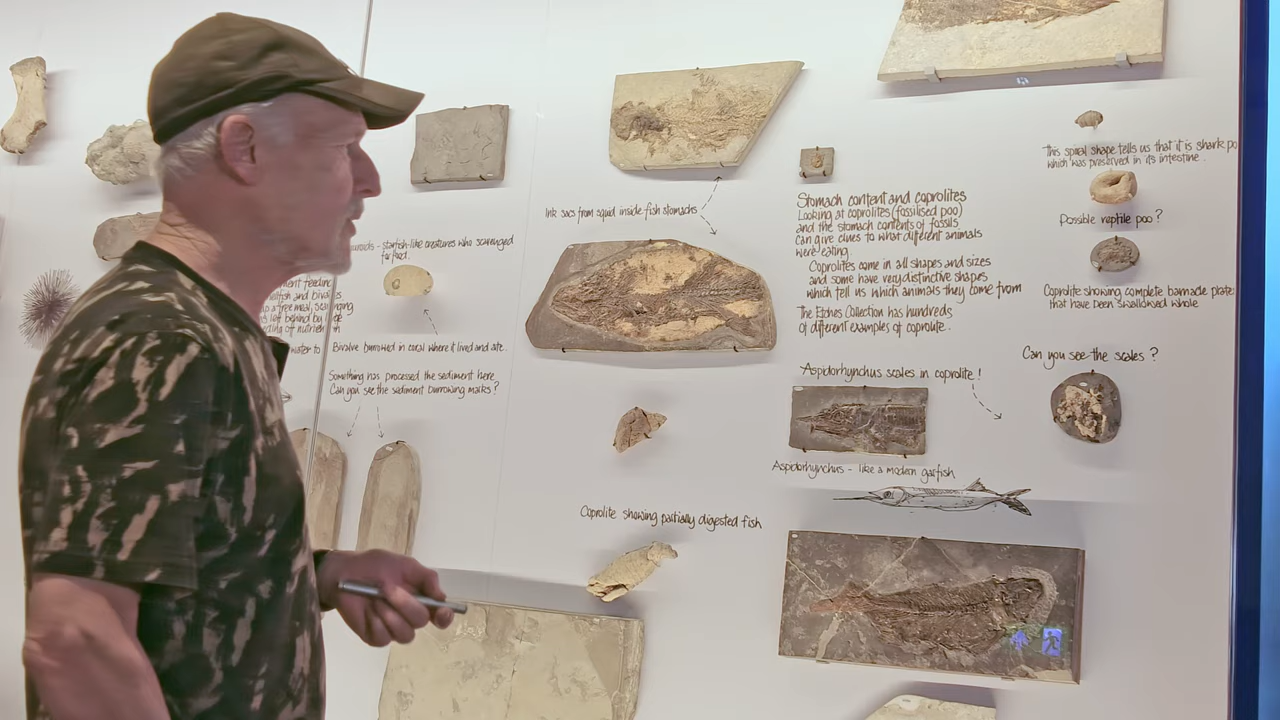 starfish-like creatures who scavenged
for food.
feeding
Bivalve burrowed in coral where it lived and ate.
Something has processed the sediment here
Can you see the sediment burrowing marks?
Ink sacs from squid inside fish stomachs
Coprolite showing partially digested fish
Stomach content and coprolites
Looking at coprolites (fossilised poo)
and the stomach contents of fossils
can give clues to what different animals
were eating.
Coprolites come in all shapes and sizes
and some have very distinctive shapes
which tell us which animals they come from
The Etches Collection has hundreds
of different examples of coprolite.
Aspidorhynchus scales in coprolite!
Aspidorhynchus - like a modern garfish
This spiral shape tells us that it is shark po
which was preserved in its intestine.
Possible reptile poo?
Coprolite showing complete barnacle plates
that have been swallowed whole
Can you see the scales?